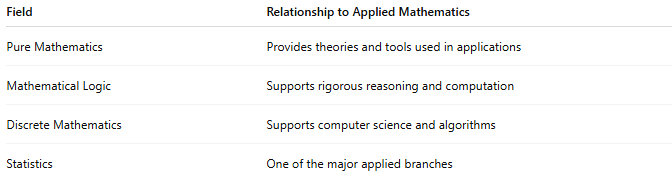 Field Relationship to Applied Mathematics
Pure Mathematics Provides theories and tools used in applications
Mathematical Logic Supports rigorous reasoning and computation
Discrete Mathematics Supports computer science and algorithms
Statistics One of the major applied branches